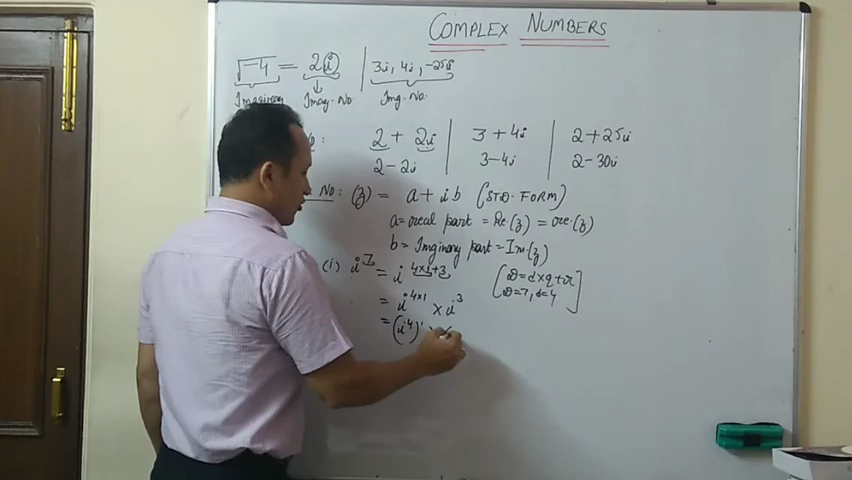 COMPLEX NUMBERS
√-4 = 2i | 3i, 4i, -25i
Imaginary Imag. No Img. No.
2 + 2i | 3 + 4i | 2 + 25i
2 - 2i 3 - 4i 2 - 30i
No: (z) = a + ib (STD. FORM)
a = real part = Re.(z) = re.(z)
b = Imginary part = Im.(z)
(i) i^7 = i^4×1+3 [D = d×q+r
= i^4×1 × i^3 D=7, d=4]
= (i^4)^1 ×